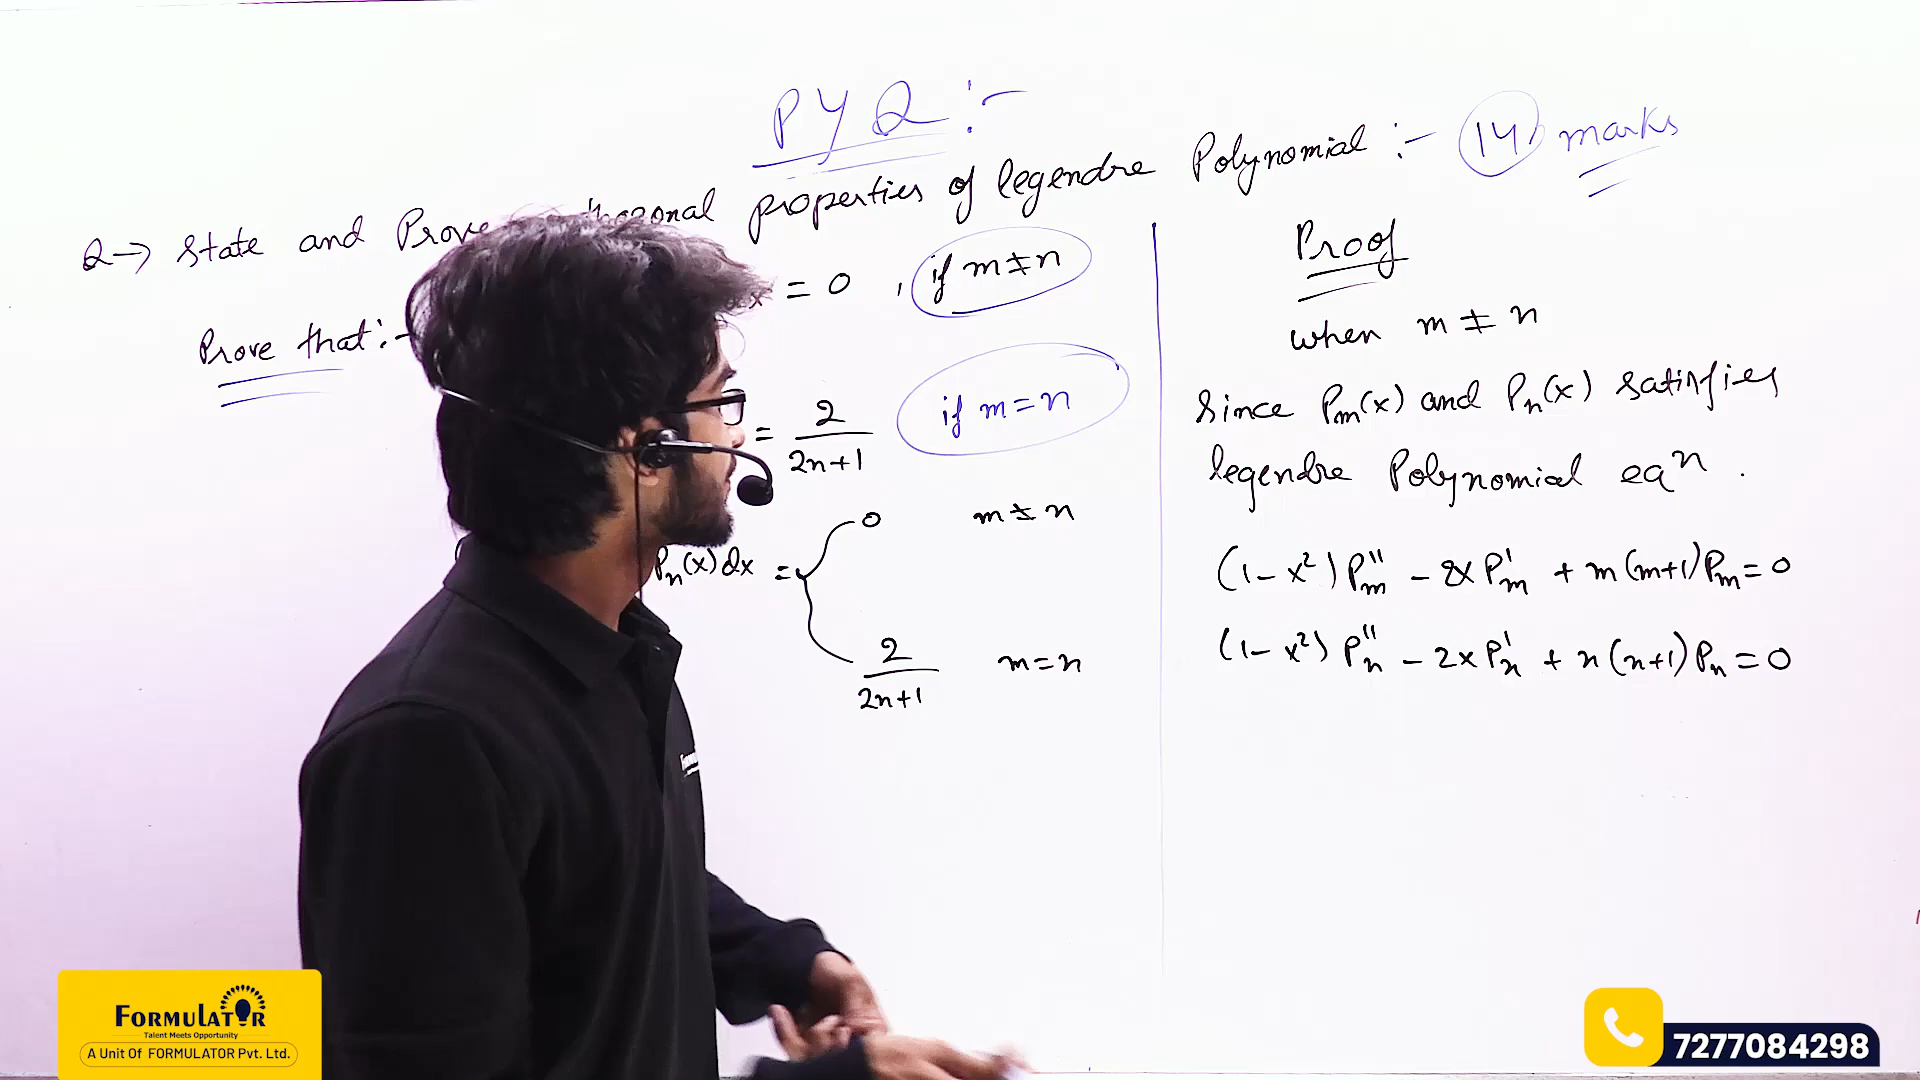 PYQ :-
Q → State and Prove orthogonal properties of legendre Polynomial :- 14 marks
Prove that :-
= 0 , if m ≠ n
= 2/(2n+1) if m = n
Pn(x) dx = 0 m ≠ n
2/(2n+1) m = n
Proof
when m ≠ n
Since Pm(x) and Pn(x) satisfies
legendre Polynomial eqn .
(1-x²) P''m - 2x P'm + m(m+1)Pm = 0
(1-x²) P''n - 2x P'n + n(n+1)Pn = 0
FORMULATOR
Talent Meets Opportunity
A Unit Of FORMULATOR Pvt. Ltd.
7277084298